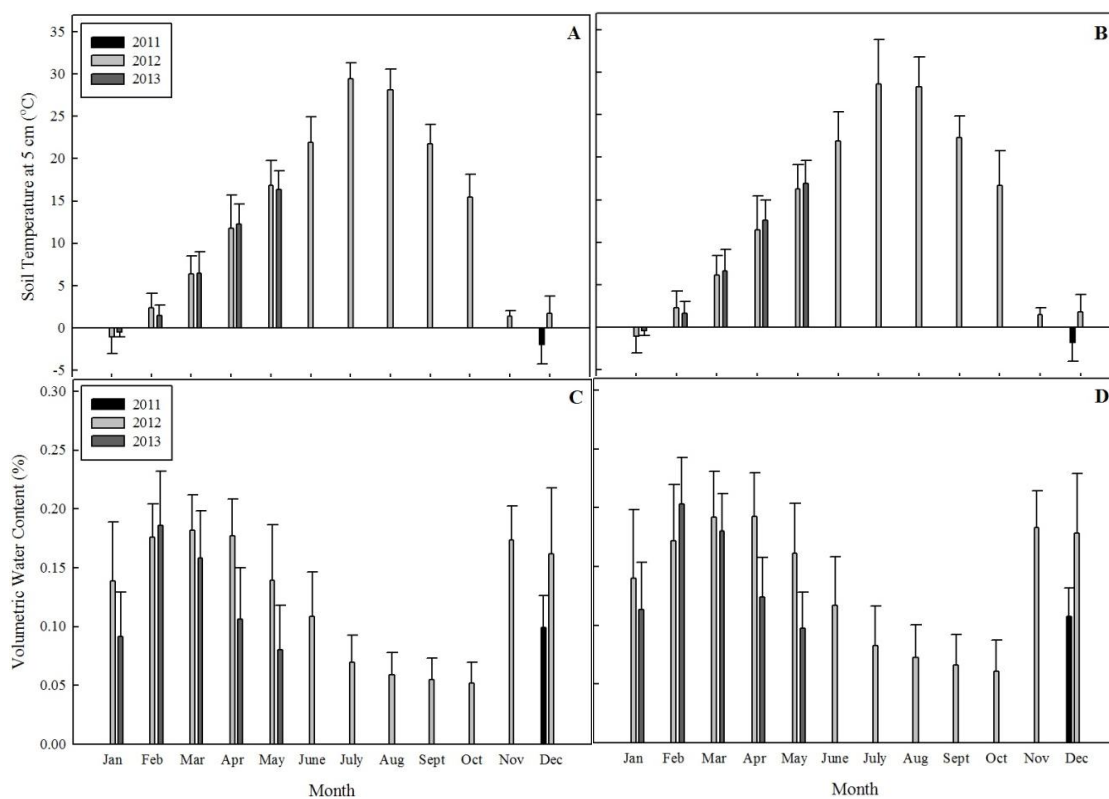 A
2011
2012
2013
B
Soil Temperature at 5 cm (°C)
35
30
25
20
15
10
5
0
-5
C
2011
2012
2013
D
Volumetric Water Content (%)
0.30
0.25
0.20
0.15
0.10
0.05
0.00
Jan Feb Mar Apr May June July Aug Sept Oct Nov Dec
Jan Feb Mar Apr May June July Aug Sept Oct Nov Dec
Month
Month